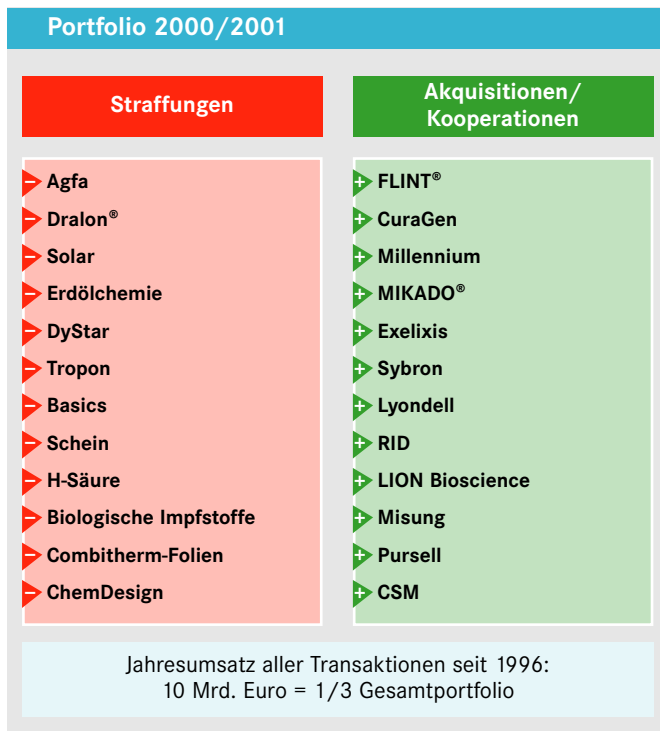 Portfolio 2000/2001
Straffungen
− Agfa
− Dralon®
− Solar
− Erdölchemie
− DyStar
− Tropon
− Basics
− Schein
− H-Säure
− Biologische Impfstoffe
− Combitherm-Folien
− ChemDesign
Akquisitionen/
Kooperationen
+ FLINT®
+ CuraGen
+ Millennium
+ MIKADO®
+ Exelixis
+ Sybron
+ Lyondell
+ RID
+ LION Bioscience
+ Misung
+ Pursell
+ CSM
Jahresumsatz aller Transaktionen seit 1996:
10 Mrd. Euro = 1/3 Gesamtportfolio